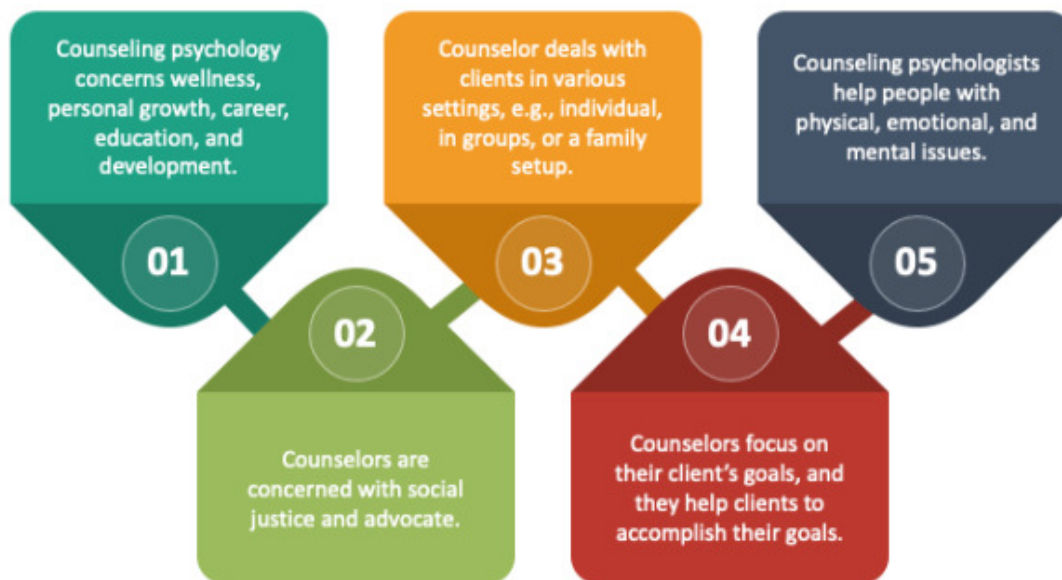 Counseling psychology
concerns wellness,
personal growth, career,
education, and
development.
01
Counselors are
concerned with social
justice and advocate.
02
Counselor deals with
clients in various
settings, e.g., individual,
in groups, or a family
setup.
03
Counselors focus on
their client’s goals, and
they help clients to
accomplish their goals.
04
Counseling psychologists
help people with
physical, emotional, and
mental issues.
05